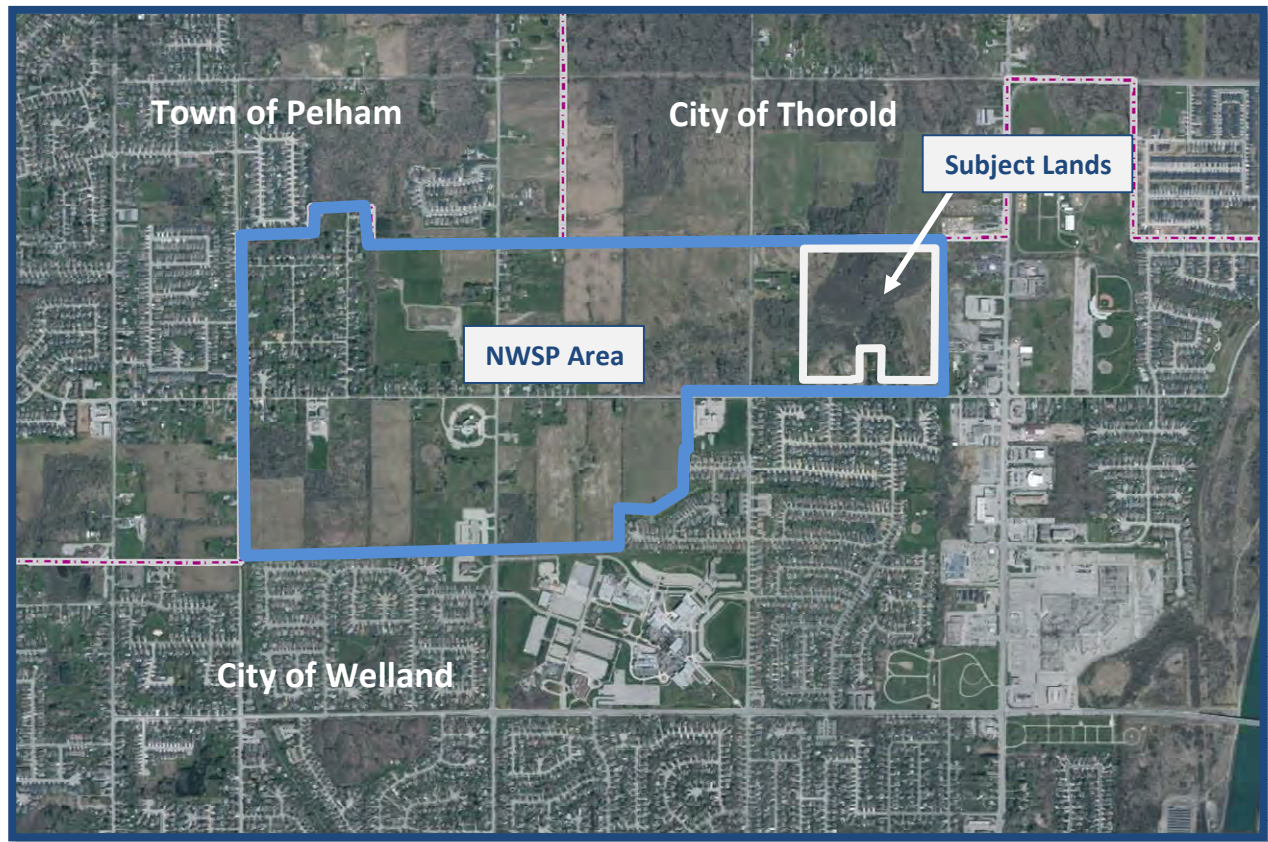 Town of Pelham
City of Thorold
Subject Lands
NWSP Area
City of Welland